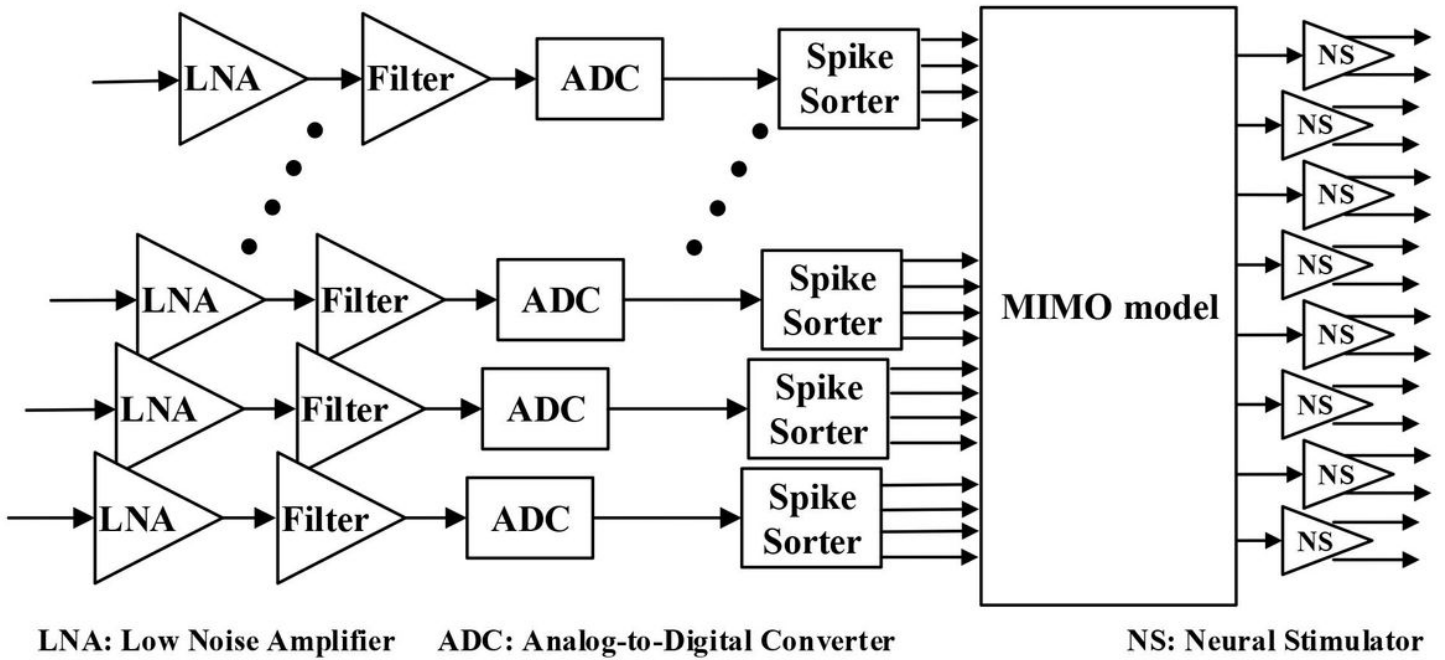 LNA Filter ADC Spike Sorter
NS
NS
NS
LNA Filter ADC Spike Sorter
NS
MIMO model
NS
LNA Filter ADC Spike Sorter
NS
NS
LNA Filter ADC Spike Sorter
NS
LNA: Low Noise Amplifier ADC: Analog-to-Digital Converter NS: Neural Stimulator